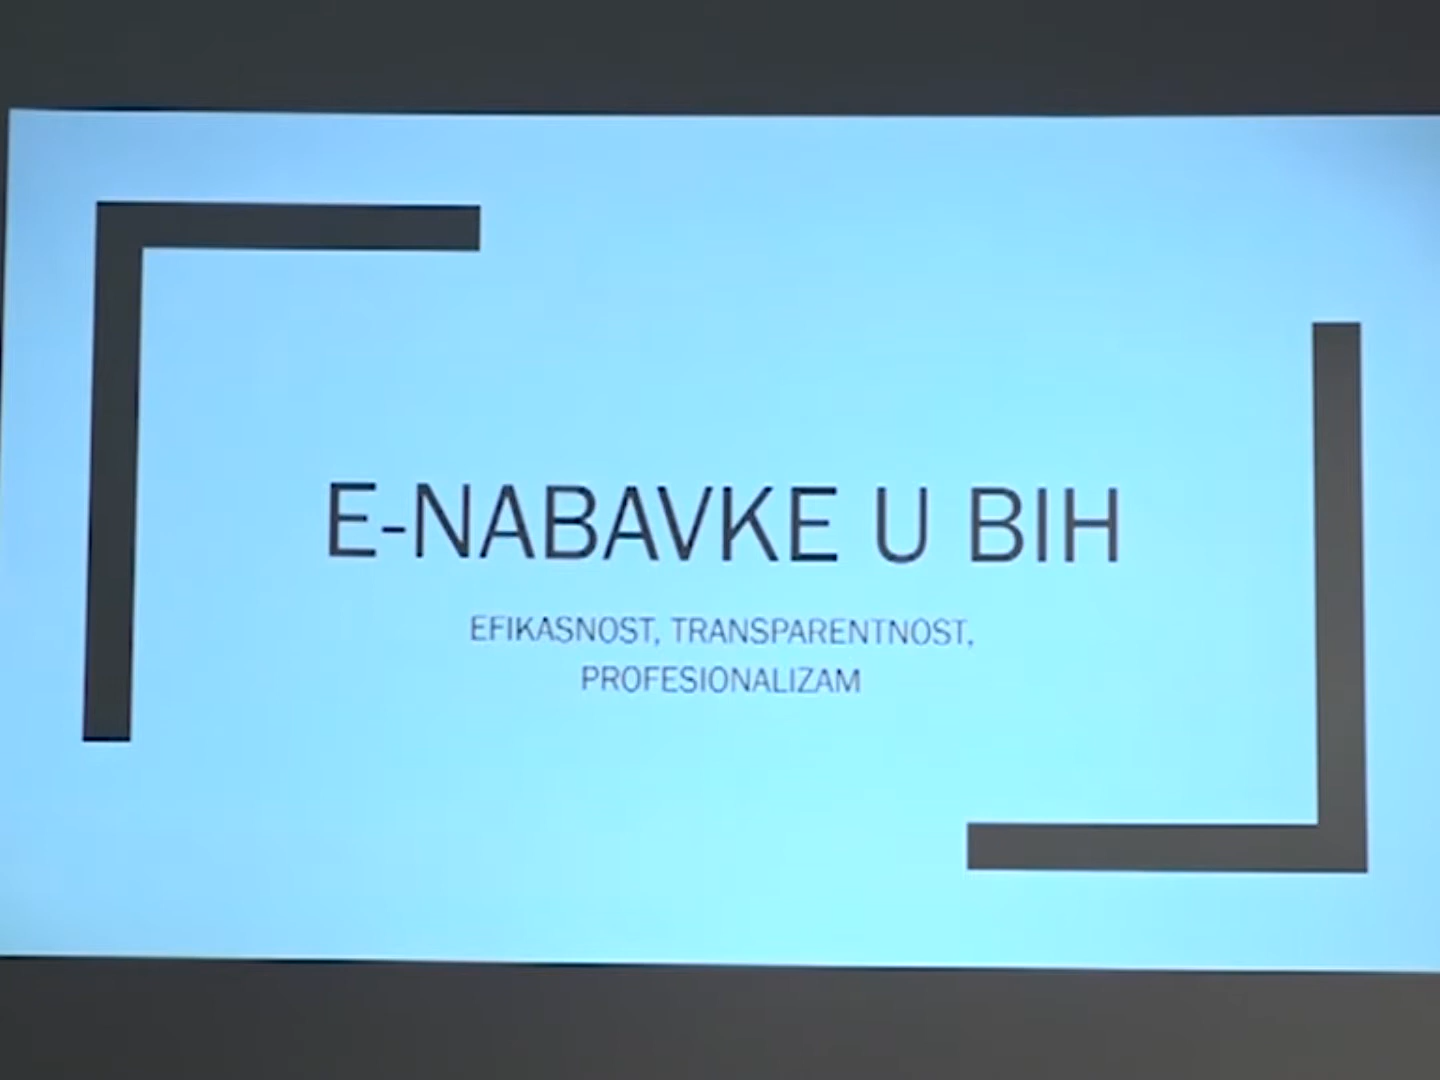 E-NABAVKE U BIH
EFIKASNOST, TRANSPARENTNOST,
PROFESIONALIZAM